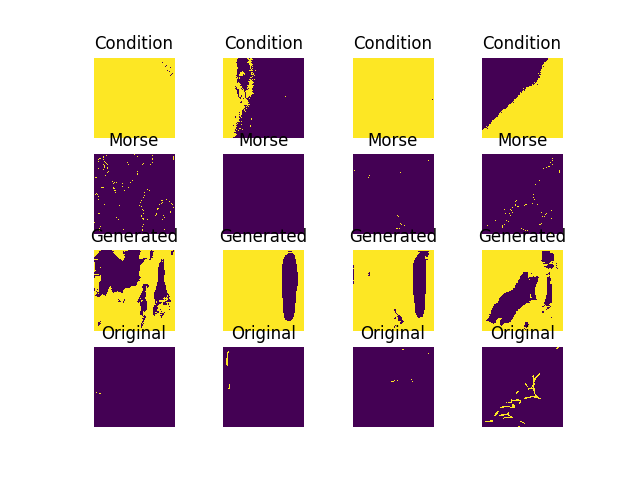 Condition Condition Condition Condition
Morse Morse Morse Morse
Generated Generated Generated Generated
Original Original Original Original